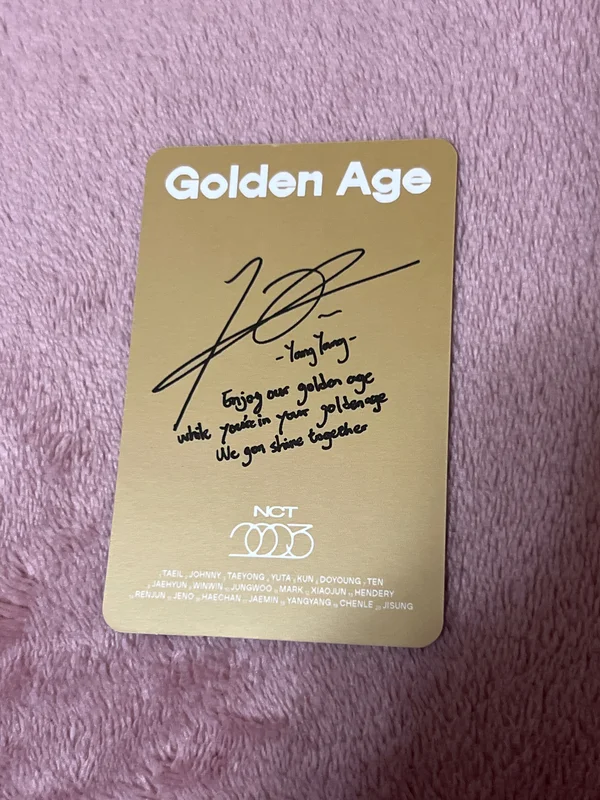 Golden Age
- Yang Yang -
Enjoy our golden age
while you're in your golden age
We gon shine together
NCT
2023
TAEIL JOHNNY TAEYONG YUTA KUN DOYOUNG TEN
JAEHYUN WINWIN JUNGWOO MARK XIAOJUN HENDERY
RENJUN JENO HAECHAN JAEMIN YANGYANG CHENLE JISUNG